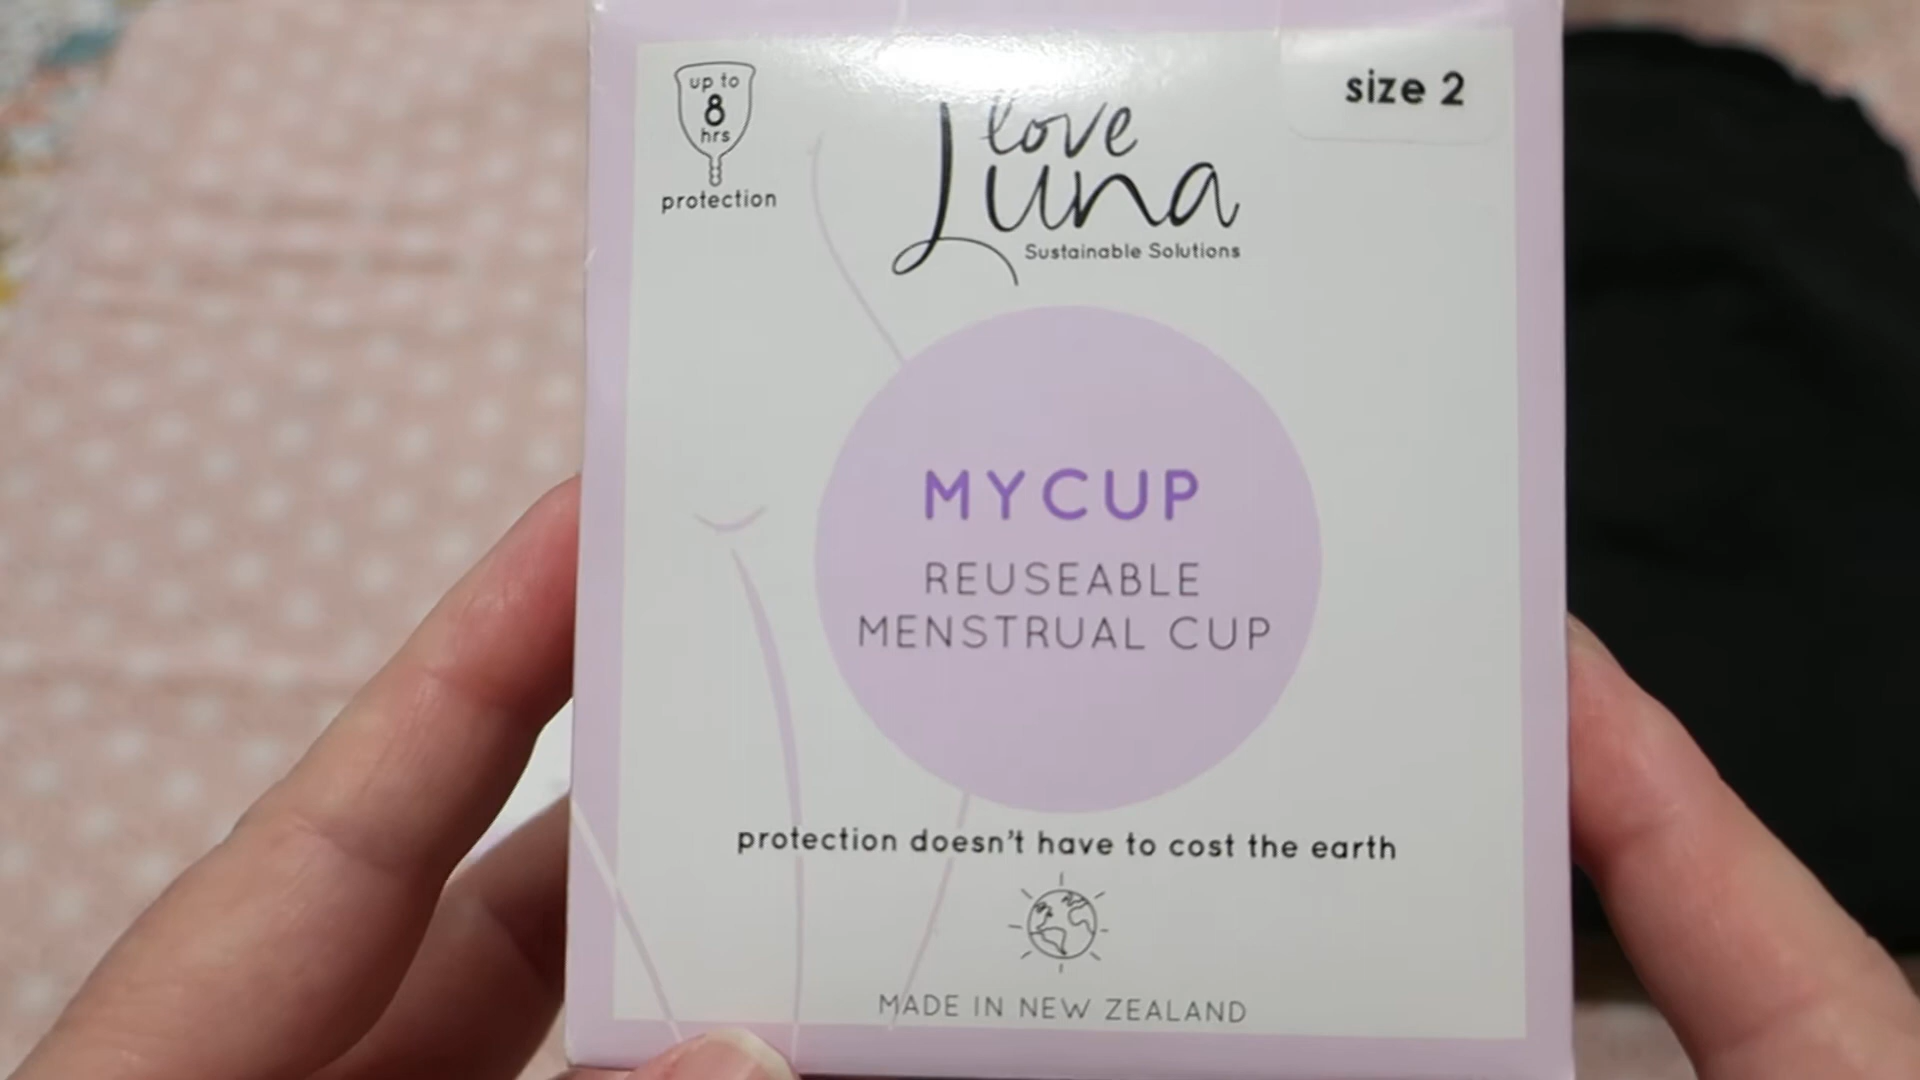 up to
8
hrs
protection
love
Luna
Sustainable Solutions
size 2
MYCUP
REUSEABLE
MENSTRUAL CUP
protection doesn't have to cost the earth
MADE IN NEW ZEALAND